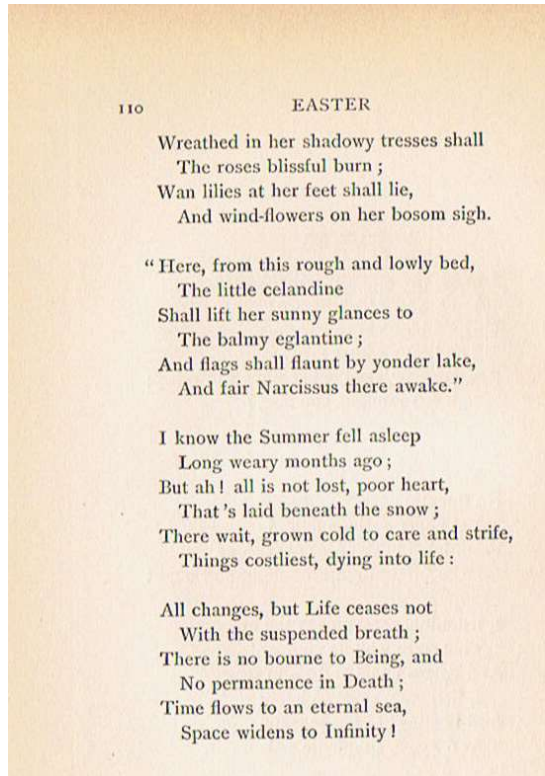 110 EASTER
Wreathed in her shadowy tresses shall
The roses blissful burn ;
Wan lilies at her feet shall lie,
And wind-flowers on her bosom sigh.
“ Here, from this rough and lowly bed,
The little celandine
Shall lift her sunny glances to
The balmy eglantine ;
And flags shall flaunt by yonder lake,
And fair Narcissus there awake.”
I know the Summer fell asleep
Long weary months ago ;
But ah ! all is not lost, poor heart,
That 's laid beneath the snow ;
There wait, grown cold to care and strife,
Things costliest, dying into life :
All changes, but Life ceases not
With the suspended breath ;
There is no bourne to Being, and
No permanence in Death ;
Time flows to an eternal sea,
Space widens to Infinity !